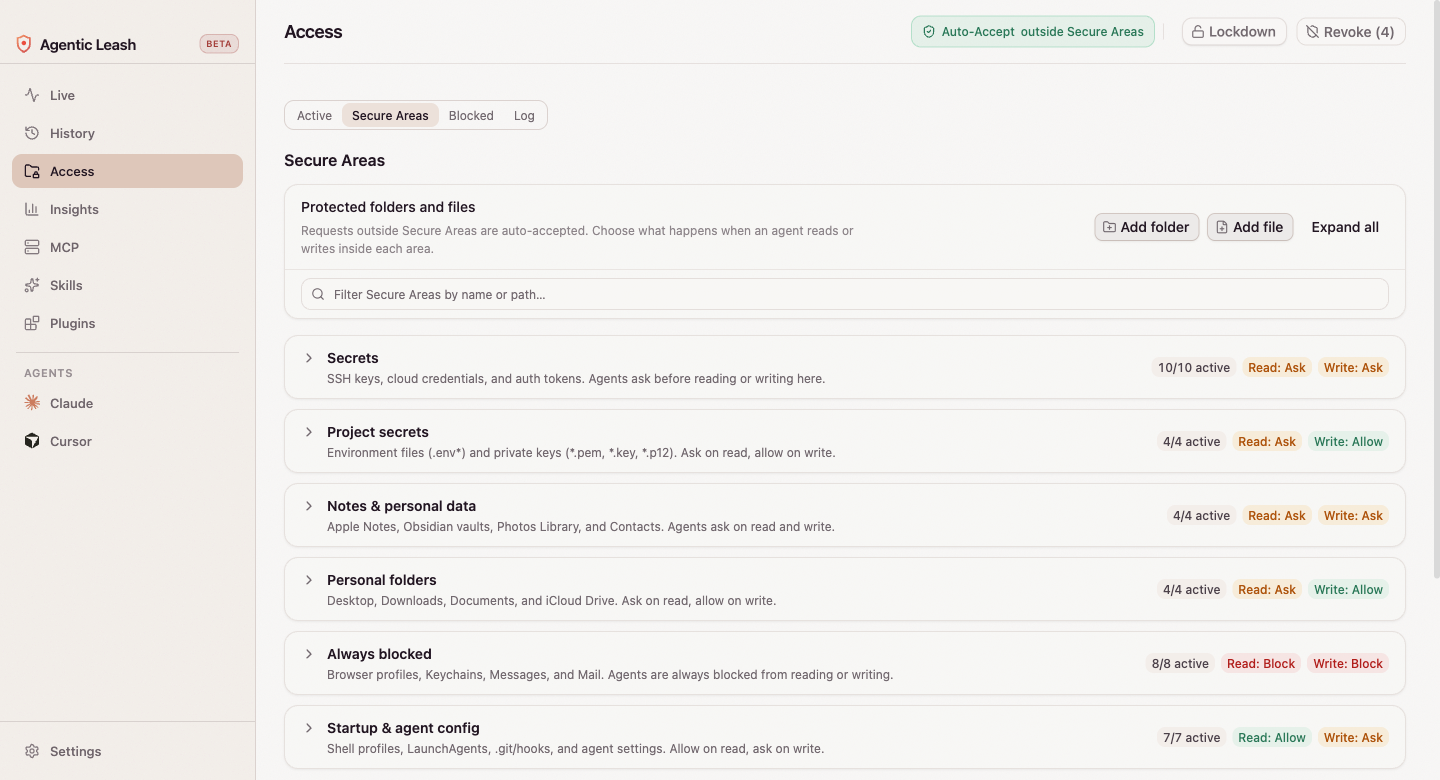 Agentic Leash BETA
Live
History
Access
Insights
MCP
Skills
Plugins
AGENTS
Claude
Cursor
Settings
Access
Auto-Accept outside Secure Areas
Lockdown
Revoke (4)
Active Secure Areas Blocked Log
Secure Areas
Protected folders and files
Requests outside Secure Areas are auto-accepted. Choose what happens when an agent reads or
writes inside each area.
Add folder Add file Expand all
Filter Secure Areas by name or path...
Secrets
SSH keys, cloud credentials, and auth tokens. Agents ask before reading or writing here.
10/10 active Read: Ask Write: Ask
Project secrets
Environment files (.env*) and private keys (*.pem, *.key, *.p12). Ask on read, allow on write.
4/4 active Read: Ask Write: Allow
Notes & personal data
Apple Notes, Obsidian vaults, Photos Library, and Contacts. Agents ask on read and write.
4/4 active Read: Ask Write: Ask
Personal folders
Desktop, Downloads, Documents, and iCloud Drive. Ask on read, allow on write.
4/4 active Read: Ask Write: Allow
Always blocked
Browser profiles, Keychains, Messages, and Mail. Agents are always blocked from reading or writing.
8/8 active Read: Block Write: Block
Startup & agent config
Shell profiles, LaunchAgents, .git/hooks, and agent settings. Allow on read, ask on write.
7/7 active Read: Allow Write: Ask